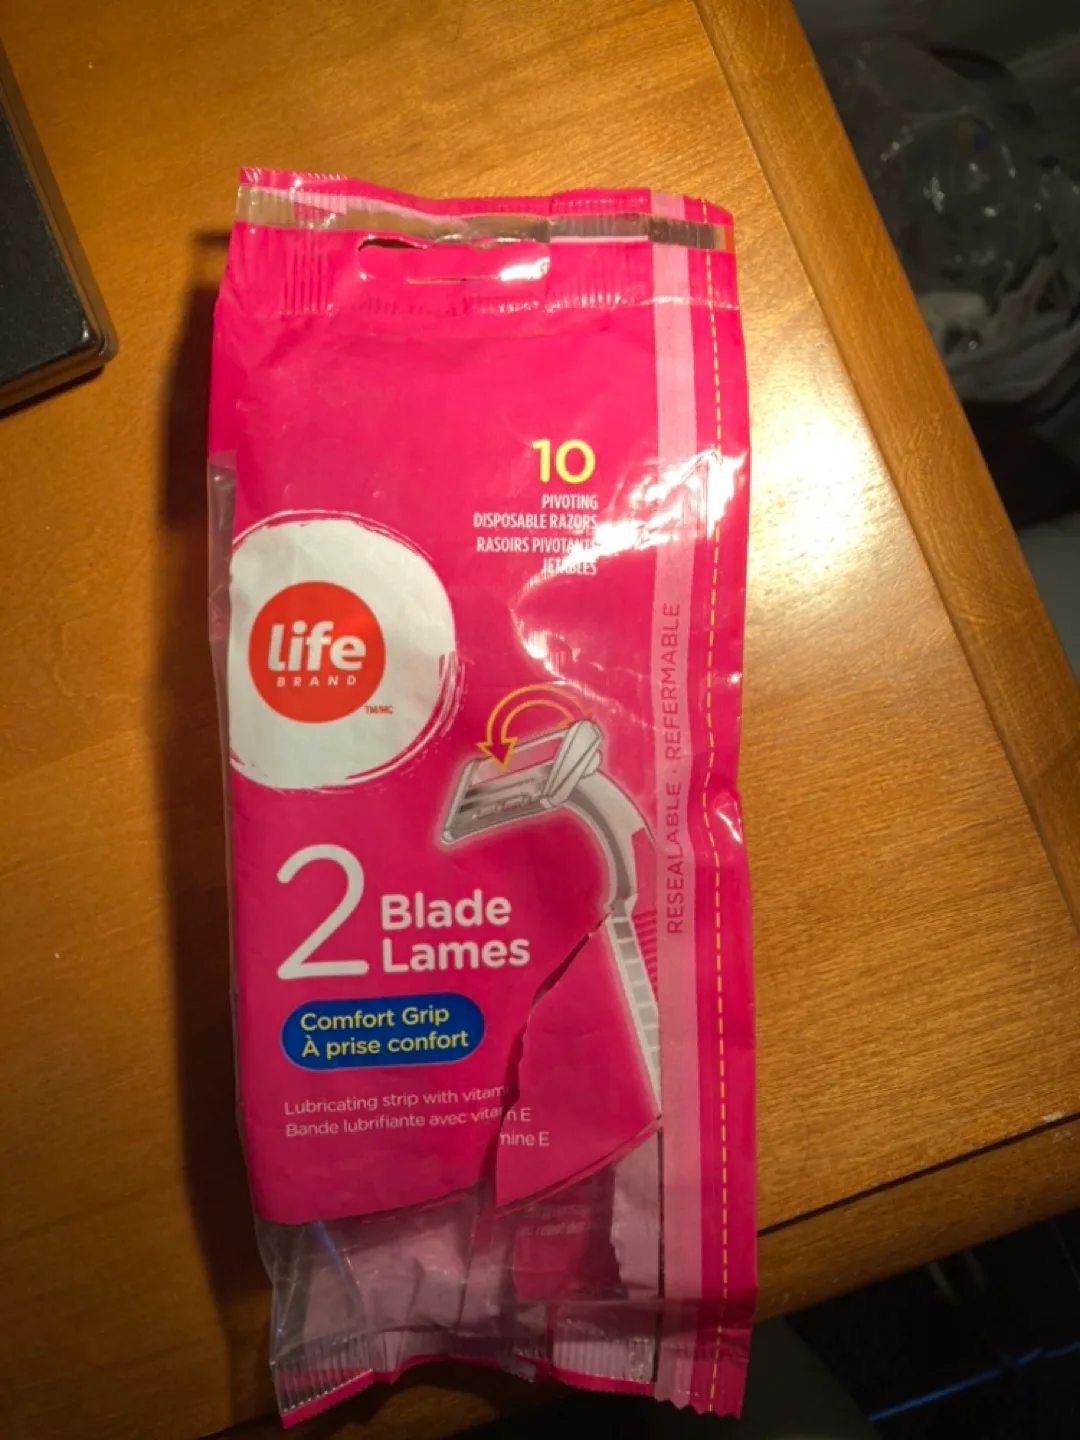 10
PIVOTING
DISPOSABLE RAZORS
RASOIRS PIVOTANTS
JETABLES
life
BRAND
TM/MC
RESEALABLE · REFERMABLE
2 Blade
Lames
Comfort Grip
À prise confort
Lubricating strip with vitam
Bande lubrifiante avec vitam
n E
mine E